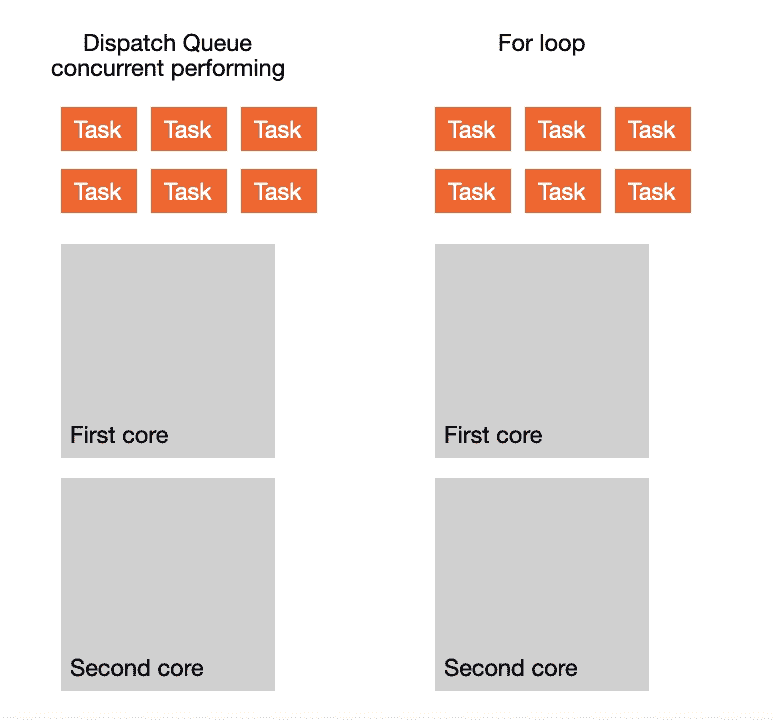 Dispatch Queue
concurrent performing
Task Task Task
Task Task Task
First core
Second core
For loop
Task Task Task
Task Task Task
First core
Second core